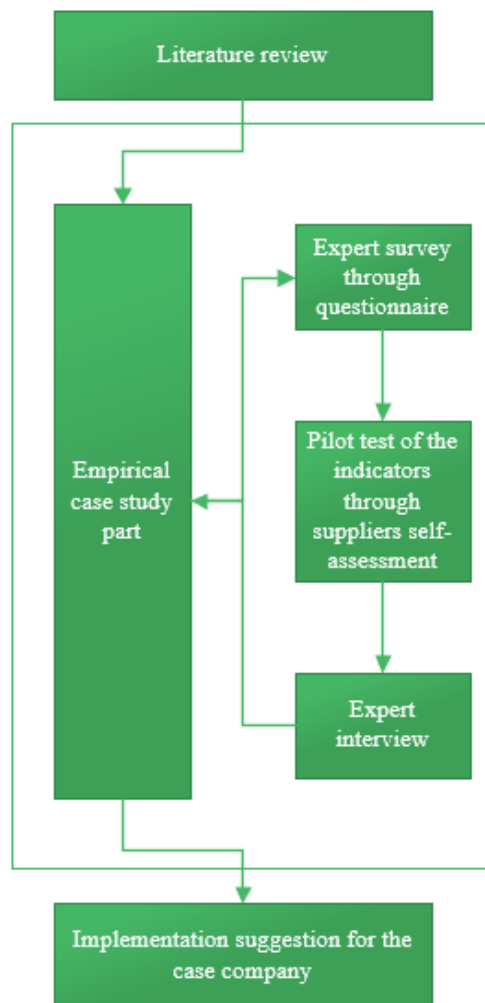 Literature review
Expert survey
through
questionnaire
Pilot test of the
indicators
through
suppliers self-
assessment
Empirical
case study
part
Expert
interview
Implementation suggestion for the
case company